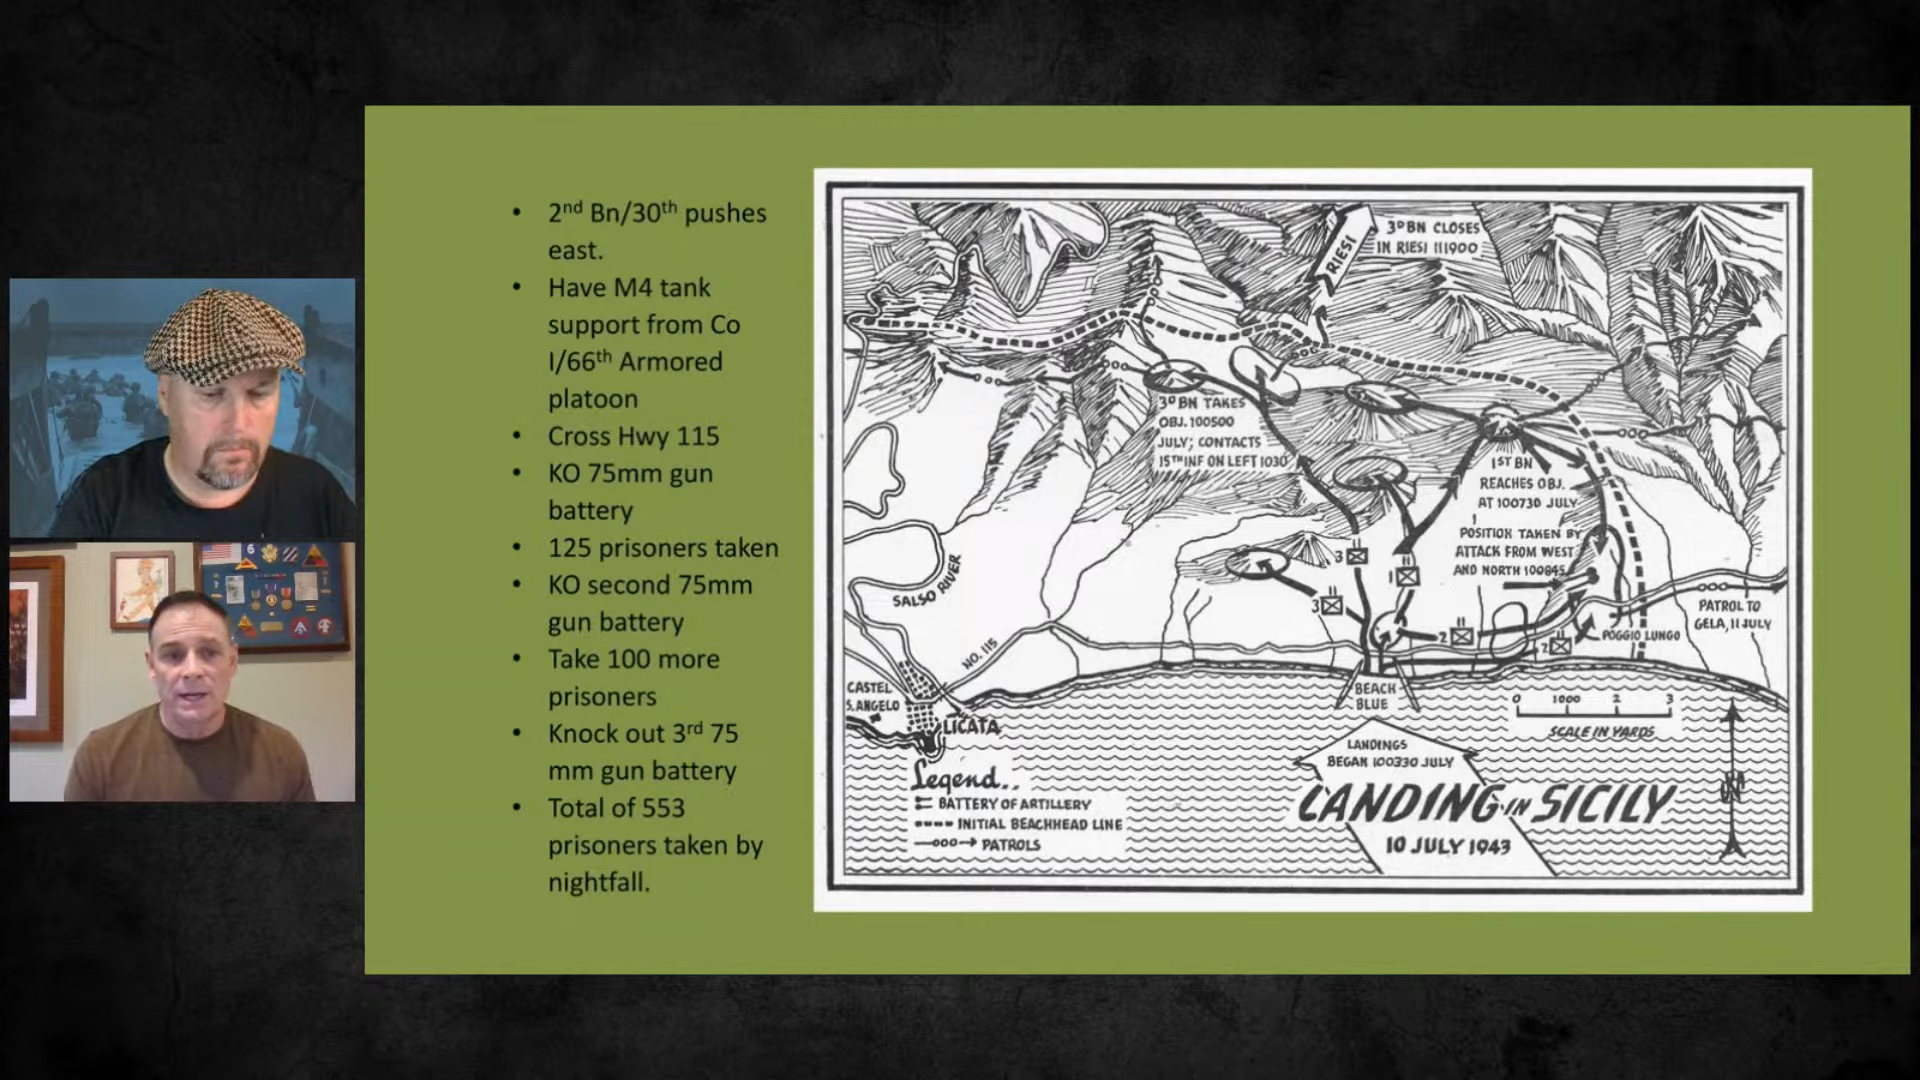 • 2nd Bn/30th pushes
east.
• Have M4 tank
support from Co
I/66th Armored
platoon
• Cross Hwy 115
• KO 75mm gun
battery
• 125 prisoners taken
• KO second 75mm
gun battery
• Take 100 more
prisoners
• Knock out 3rd 75
mm gun battery
• Total of 553
prisoners taken by
nightfall.
RIESI
3D BN CLOSES
IN RIESI 111900
3D BN TAKES
OBJ. 100500
JULY; CONTACTS
15TH INF ON LEFT 1030
1ST BN
REACHES OBJ.
AT 100730 JULY
POSITION TAKEN BY
ATTACK FROM WEST
AND NORTH 100845
3
1
3
2
2
SALSO RIVER
NO. 115
PATROL TO
GELA, 11 JULY
POGGIO LUNGO
CASTEL
S. ANGELO
LICATA
BEACH
BLUE
0 1000 2 3
SCALE IN YARDS
LANDINGS
BEGAN 100330 JULY
Legend..
BATTERY OF ARTILLERY
INITIAL BEACHHEAD LINE
PATROLS
LANDING IN SICILY
10 JULY 1943
6